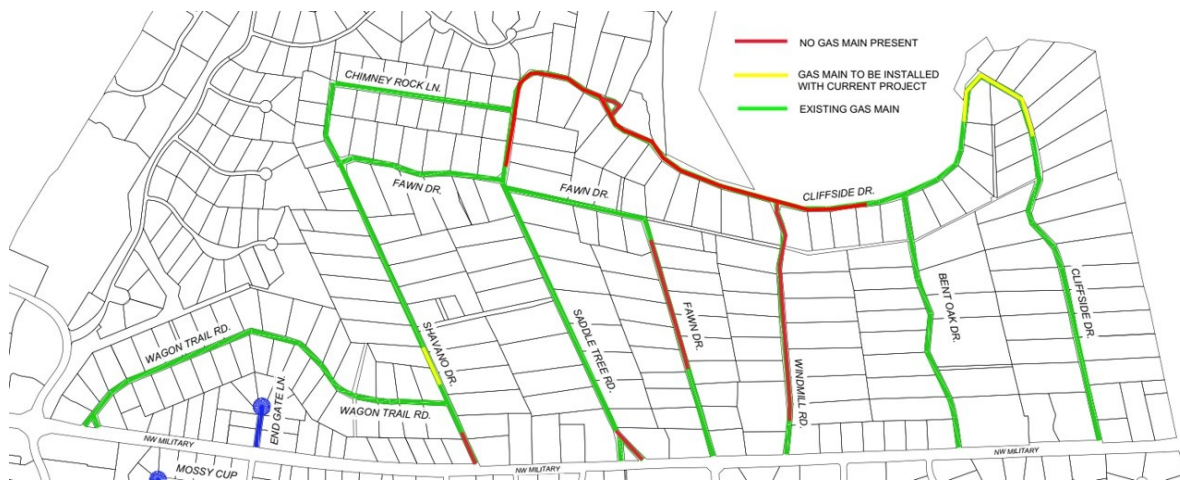 NO GAS MAIN PRESENT
GAS MAIN TO BE INSTALLED
WITH CURRENT PROJECT
EXISTING GAS MAIN
CHIMNEY ROCK LN.
FAWN DR.
FAWN DR.
CLIFFSIDE DR.
WAGON TRAIL RD.
SHAVANO DR.
SADDLE TREE RD.
FAWN DR.
WINDMILL RD.
BENT OAK DR.
CLIFFSIDE DR.
END GATE LN.
WAGON TRAIL RD.
NW MILITARY
NW MILITARY
NW MILITARY
MOSSY CUP